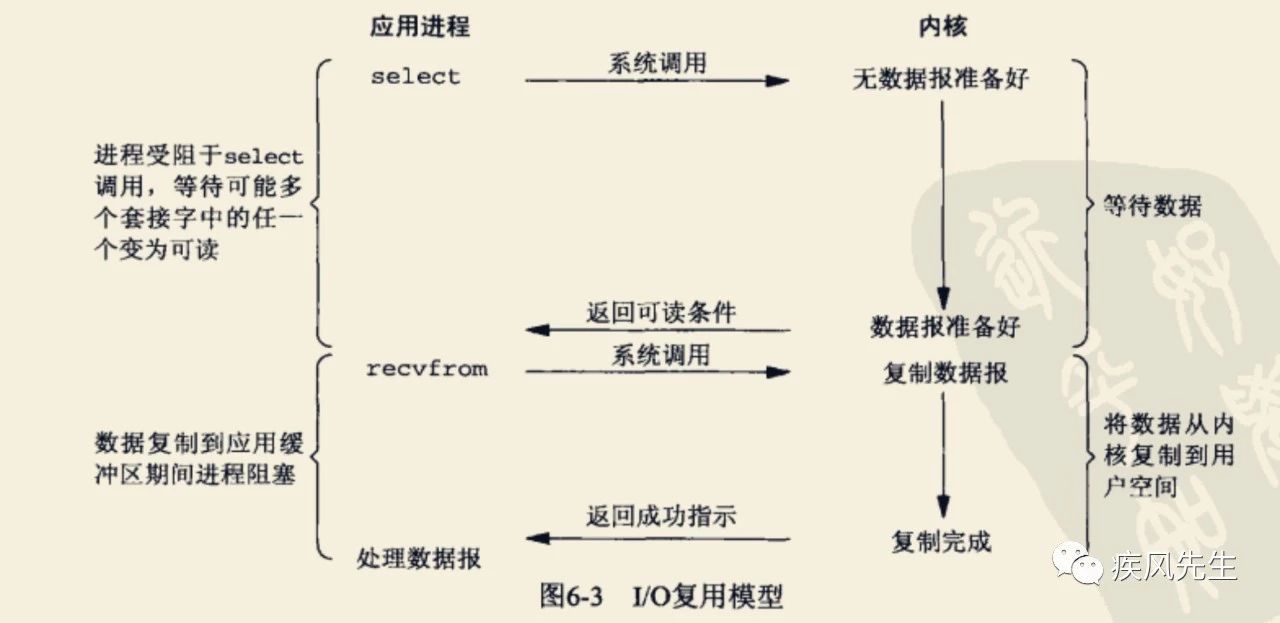 应用进程
内核
select
系统调用
无数据报准备好
进程受阻于select
调用，等待可能多
个套接字中的任一
个变为可读
等待数据
返回可读条件
数据报准备好
recvfrom
系统调用
复制数据报
数据复制到应用缓
冲区期间进程阻塞
将数据从内
核复制到用
户空间
返回成功指示
处理数据报
复制完成
图6-3 I/O复用模型
疾风先生